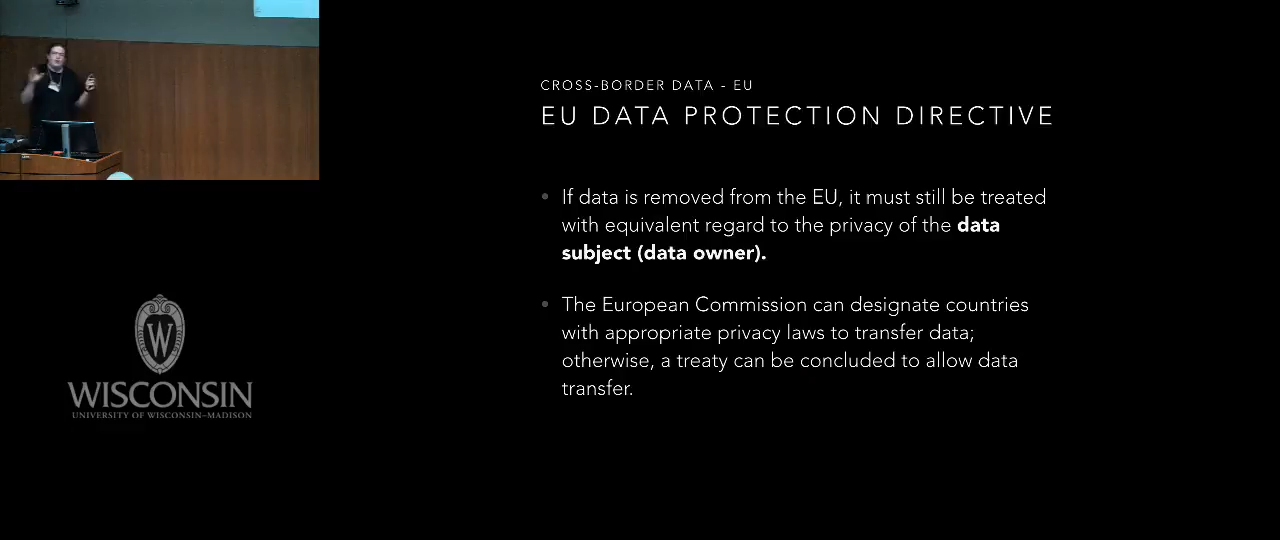 CROSS-BORDER DATA - EU
EU DATA PROTECTION DIRECTIVE
• If data is removed from the EU, it must still be treated
with equivalent regard to the privacy of the data
subject (data owner).
• The European Commission can designate countries
with appropriate privacy laws to transfer data;
otherwise, a treaty can be concluded to allow data
transfer.
W
WISCONSIN
UNIVERSITY OF WISCONSIN–MADISON